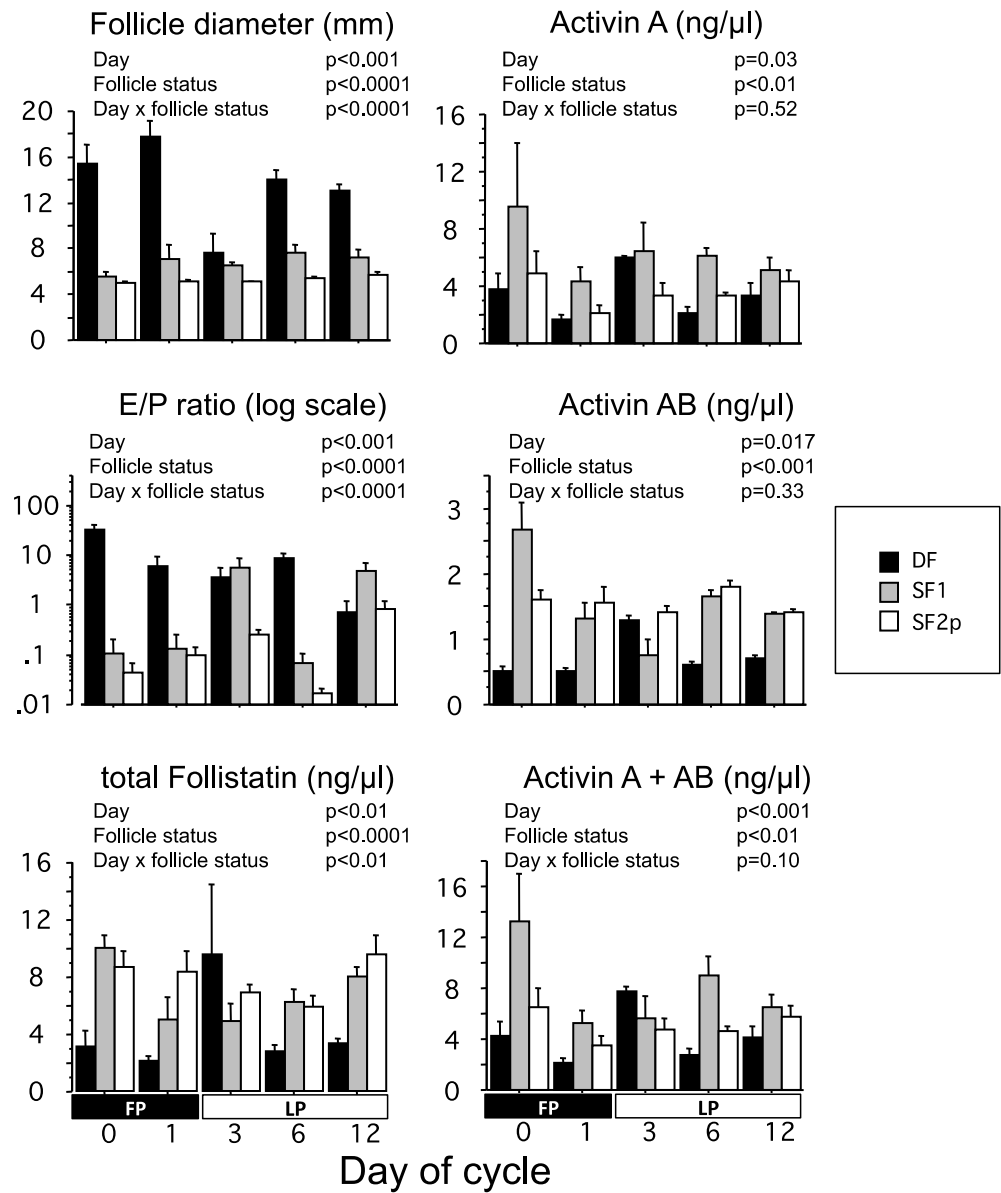 Follicle diameter (mm)
Day p<0.001
Follicle status p<0.0001
Day x follicle status p<0.0001
20
16
12
8
4
0
Activin A (ng/µl)
Day p=0.03
Follicle status p<0.01
Day x follicle status p=0.52
16
12
8
4
0
E/P ratio (log scale)
Day p<0.001
Follicle status p<0.0001
Day x follicle status p<0.0001
100
10
1
.1
.01
Activin AB (ng/µl)
Day p=0.017
Follicle status p<0.001
Day x follicle status p=0.33
3
2
1
0
DF
SF1
SF2p
total Follistatin (ng/µl)
Day p<0.01
Follicle status p<0.0001
Day x follicle status p<0.01
16
12
8
4
0
FP LP
0 1 3 6 12
Activin A + AB (ng/µl)
Day p<0.001
Follicle status p<0.01
Day x follicle status p=0.10
16
12
8
4
0
FP LP
0 1 3 6 12
Day of cycle